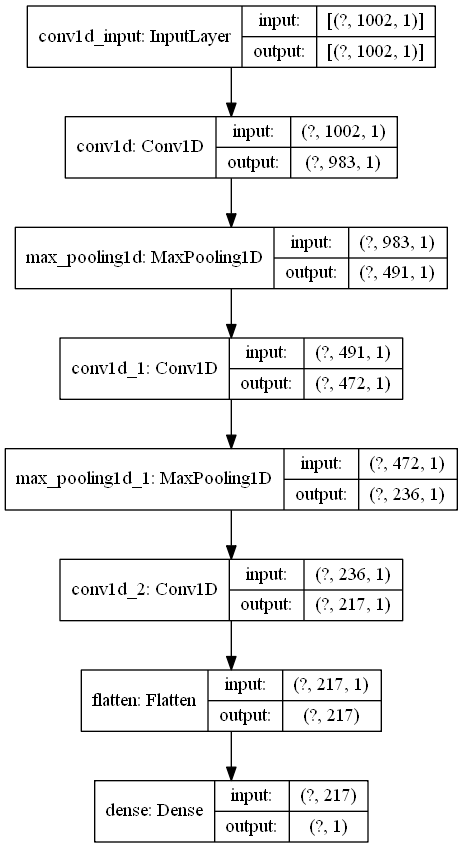 conv1d_input: InputLayer
input:
[(?, 1002, 1)]
output:
[(?, 1002, 1)]
conv1d: Conv1D
input:
(?, 1002, 1)
output:
(?, 983, 1)
max_pooling1d: MaxPooling1D
input:
(?, 983, 1)
output:
(?, 491, 1)
conv1d_1: Conv1D
input:
(?, 491, 1)
output:
(?, 472, 1)
max_pooling1d_1: MaxPooling1D
input:
(?, 472, 1)
output:
(?, 236, 1)
conv1d_2: Conv1D
input:
(?, 236, 1)
output:
(?, 217, 1)
flatten: Flatten
input:
(?, 217, 1)
output:
(?, 217)
dense: Dense
input:
(?, 217)
output:
(?, 1)